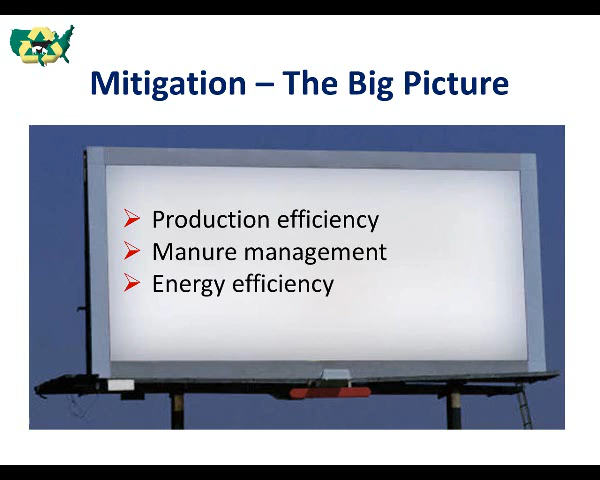 Mitigation – The Big Picture
Production efficiency
Manure management
Energy efficiency